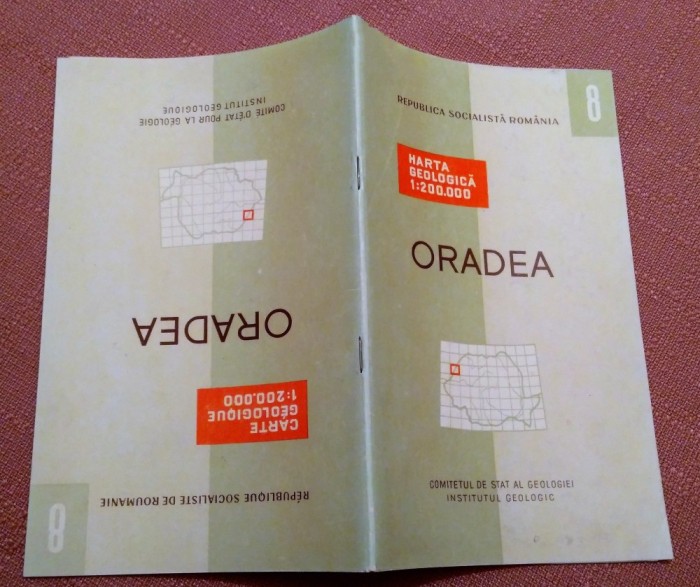 8
REPUBLICA SOCIALISTĂ ROMÂNIA
HARTA
GEOLOGICĂ
1:200.000
ORADEA
COMITETUL DE STAT AL GEOLOGIEI
INSTITUTUL GEOLOGIC
8
RÉPUBLIQUE SOCIALISTE DE ROUMANIE
CARTE
GÉOLOGIQUE
1:200.000
ORADEA
COMITE D'ÉTAT POUR LA GÉOLOGIE
INSTITUT GÉOLOGIQUE